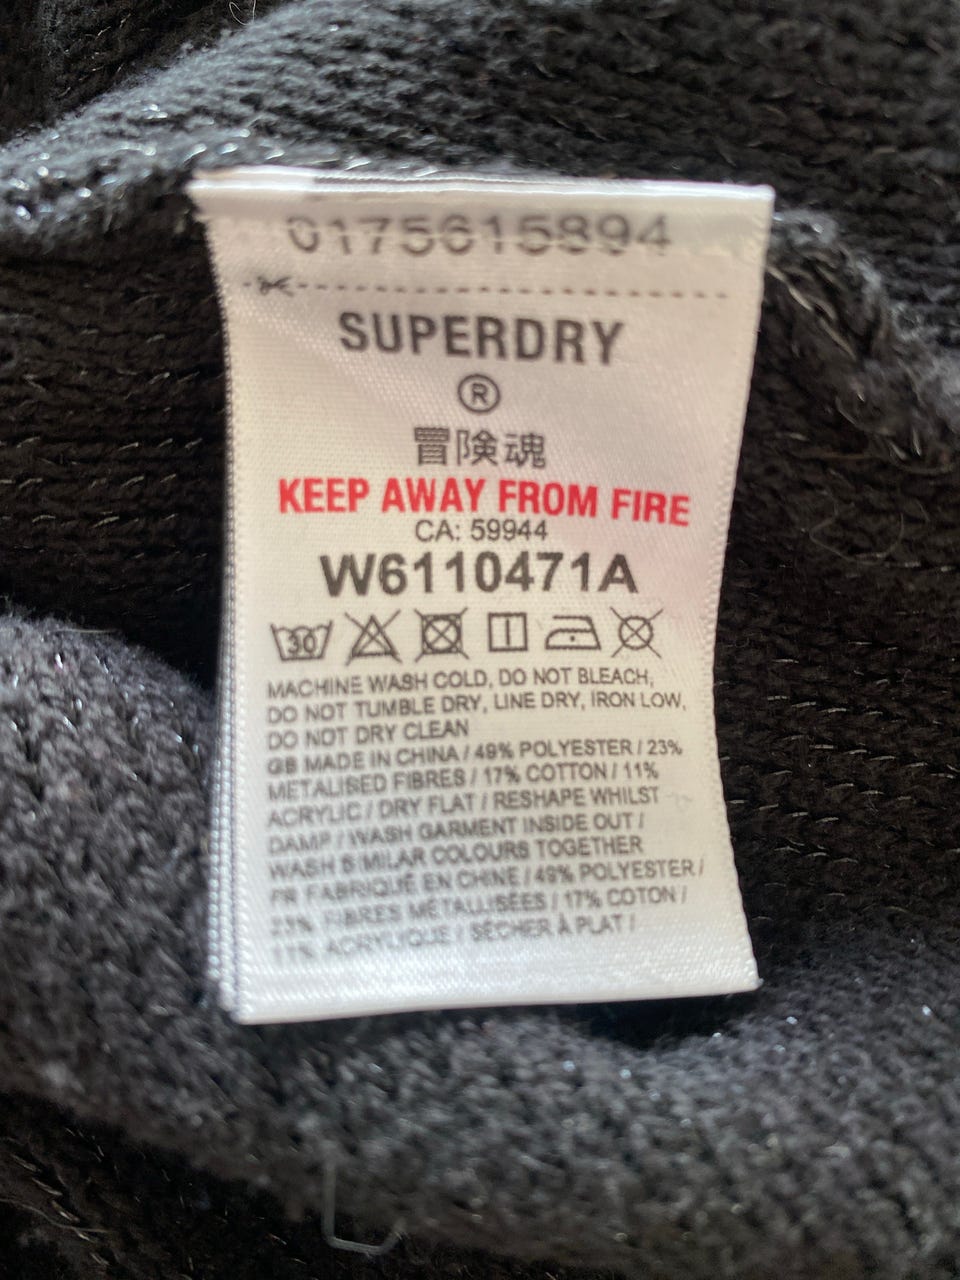 0175615894
SUPERDRY
®
冒険魂
KEEP AWAY FROM FIRE
CA: 59944
W6110471A
30
MACHINE WASH COLD, DO NOT BLEACH,
DO NOT TUMBLE DRY, LINE DRY, IRON LOW,
DO NOT DRY CLEAN
GB MADE IN CHINA / 49% POLYESTER / 23%
METALISED FIBRES / 17% COTTON / 11%
ACRYLIC / DRY FLAT / RESHAPE WHILST
DAMP / WASH GARMENT INSIDE OUT /
WASH SIMILAR COLOURS TOGETHER
FR FABRIQUÉ EN CHINE / 49% POLYESTER /
23% FIBRES MÉTALLISÉES / 17% COTON /
11% ACRYLIQUE / SÉCHER À PLAT /